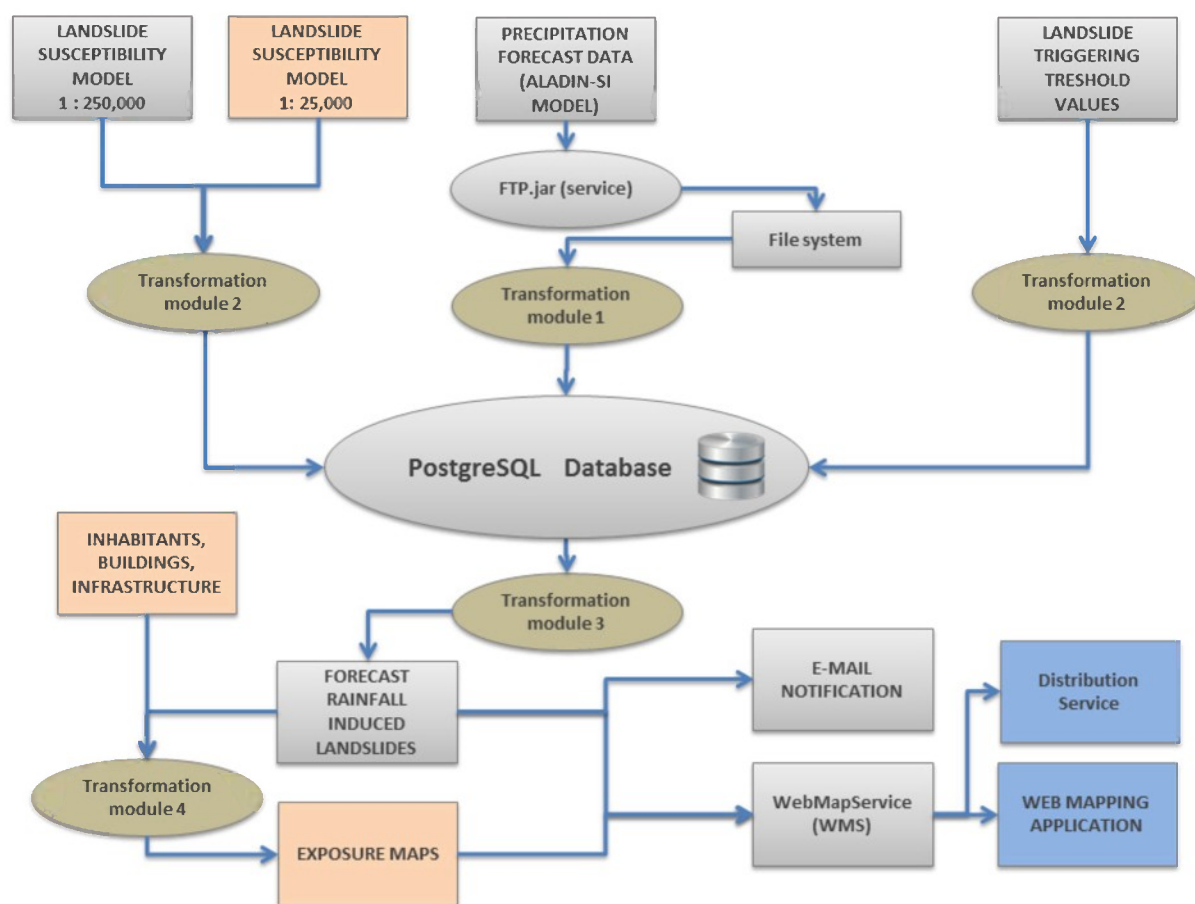 LANDSLIDE
SUSCEPTIBILITY
MODEL
1 : 250,000
LANDSLIDE
SUSCEPTIBILITY
MODEL
1: 25,000
PRECIPITATION
FORECAST DATA
(ALADIN-SI
MODEL)
LANDSLIDE
TRIGGERING
TRESHOLD
VALUES
FTP.jar (service)
File system
Transformation
module 2
Transformation
module 1
Transformation
module 2
PostgreSQL Database
INHABITANTS,
BUILDINGS,
INFRASTRUCTURE
Transformation
module 3
FORECAST
RAINFALL
INDUCED
LANDSLIDES
E-MAIL
NOTIFICATION
Distribution
Service
Transformation
module 4
EXPOSURE MAPS
WebMapService
(WMS)
WEB MAPPING
APPLICATION